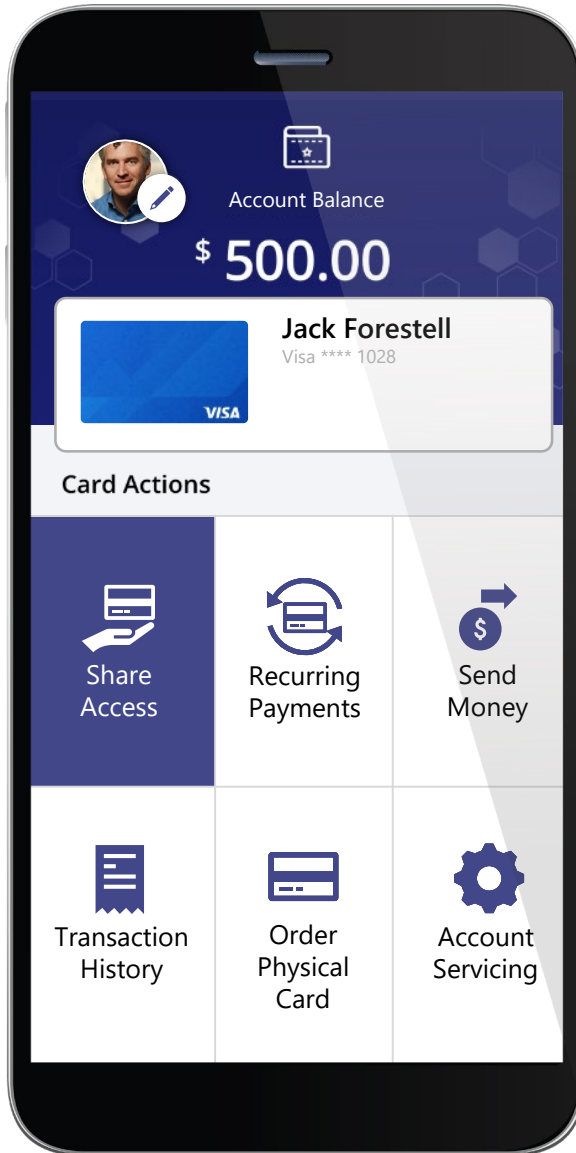 Account Balance
$ 500.00
Jack Forestell
Visa **** 1028
VISA
Card Actions
Share
Access
Recurring
Payments
$
Send
Money
Transaction
History
Order
Physical
Card
Account
Servicing